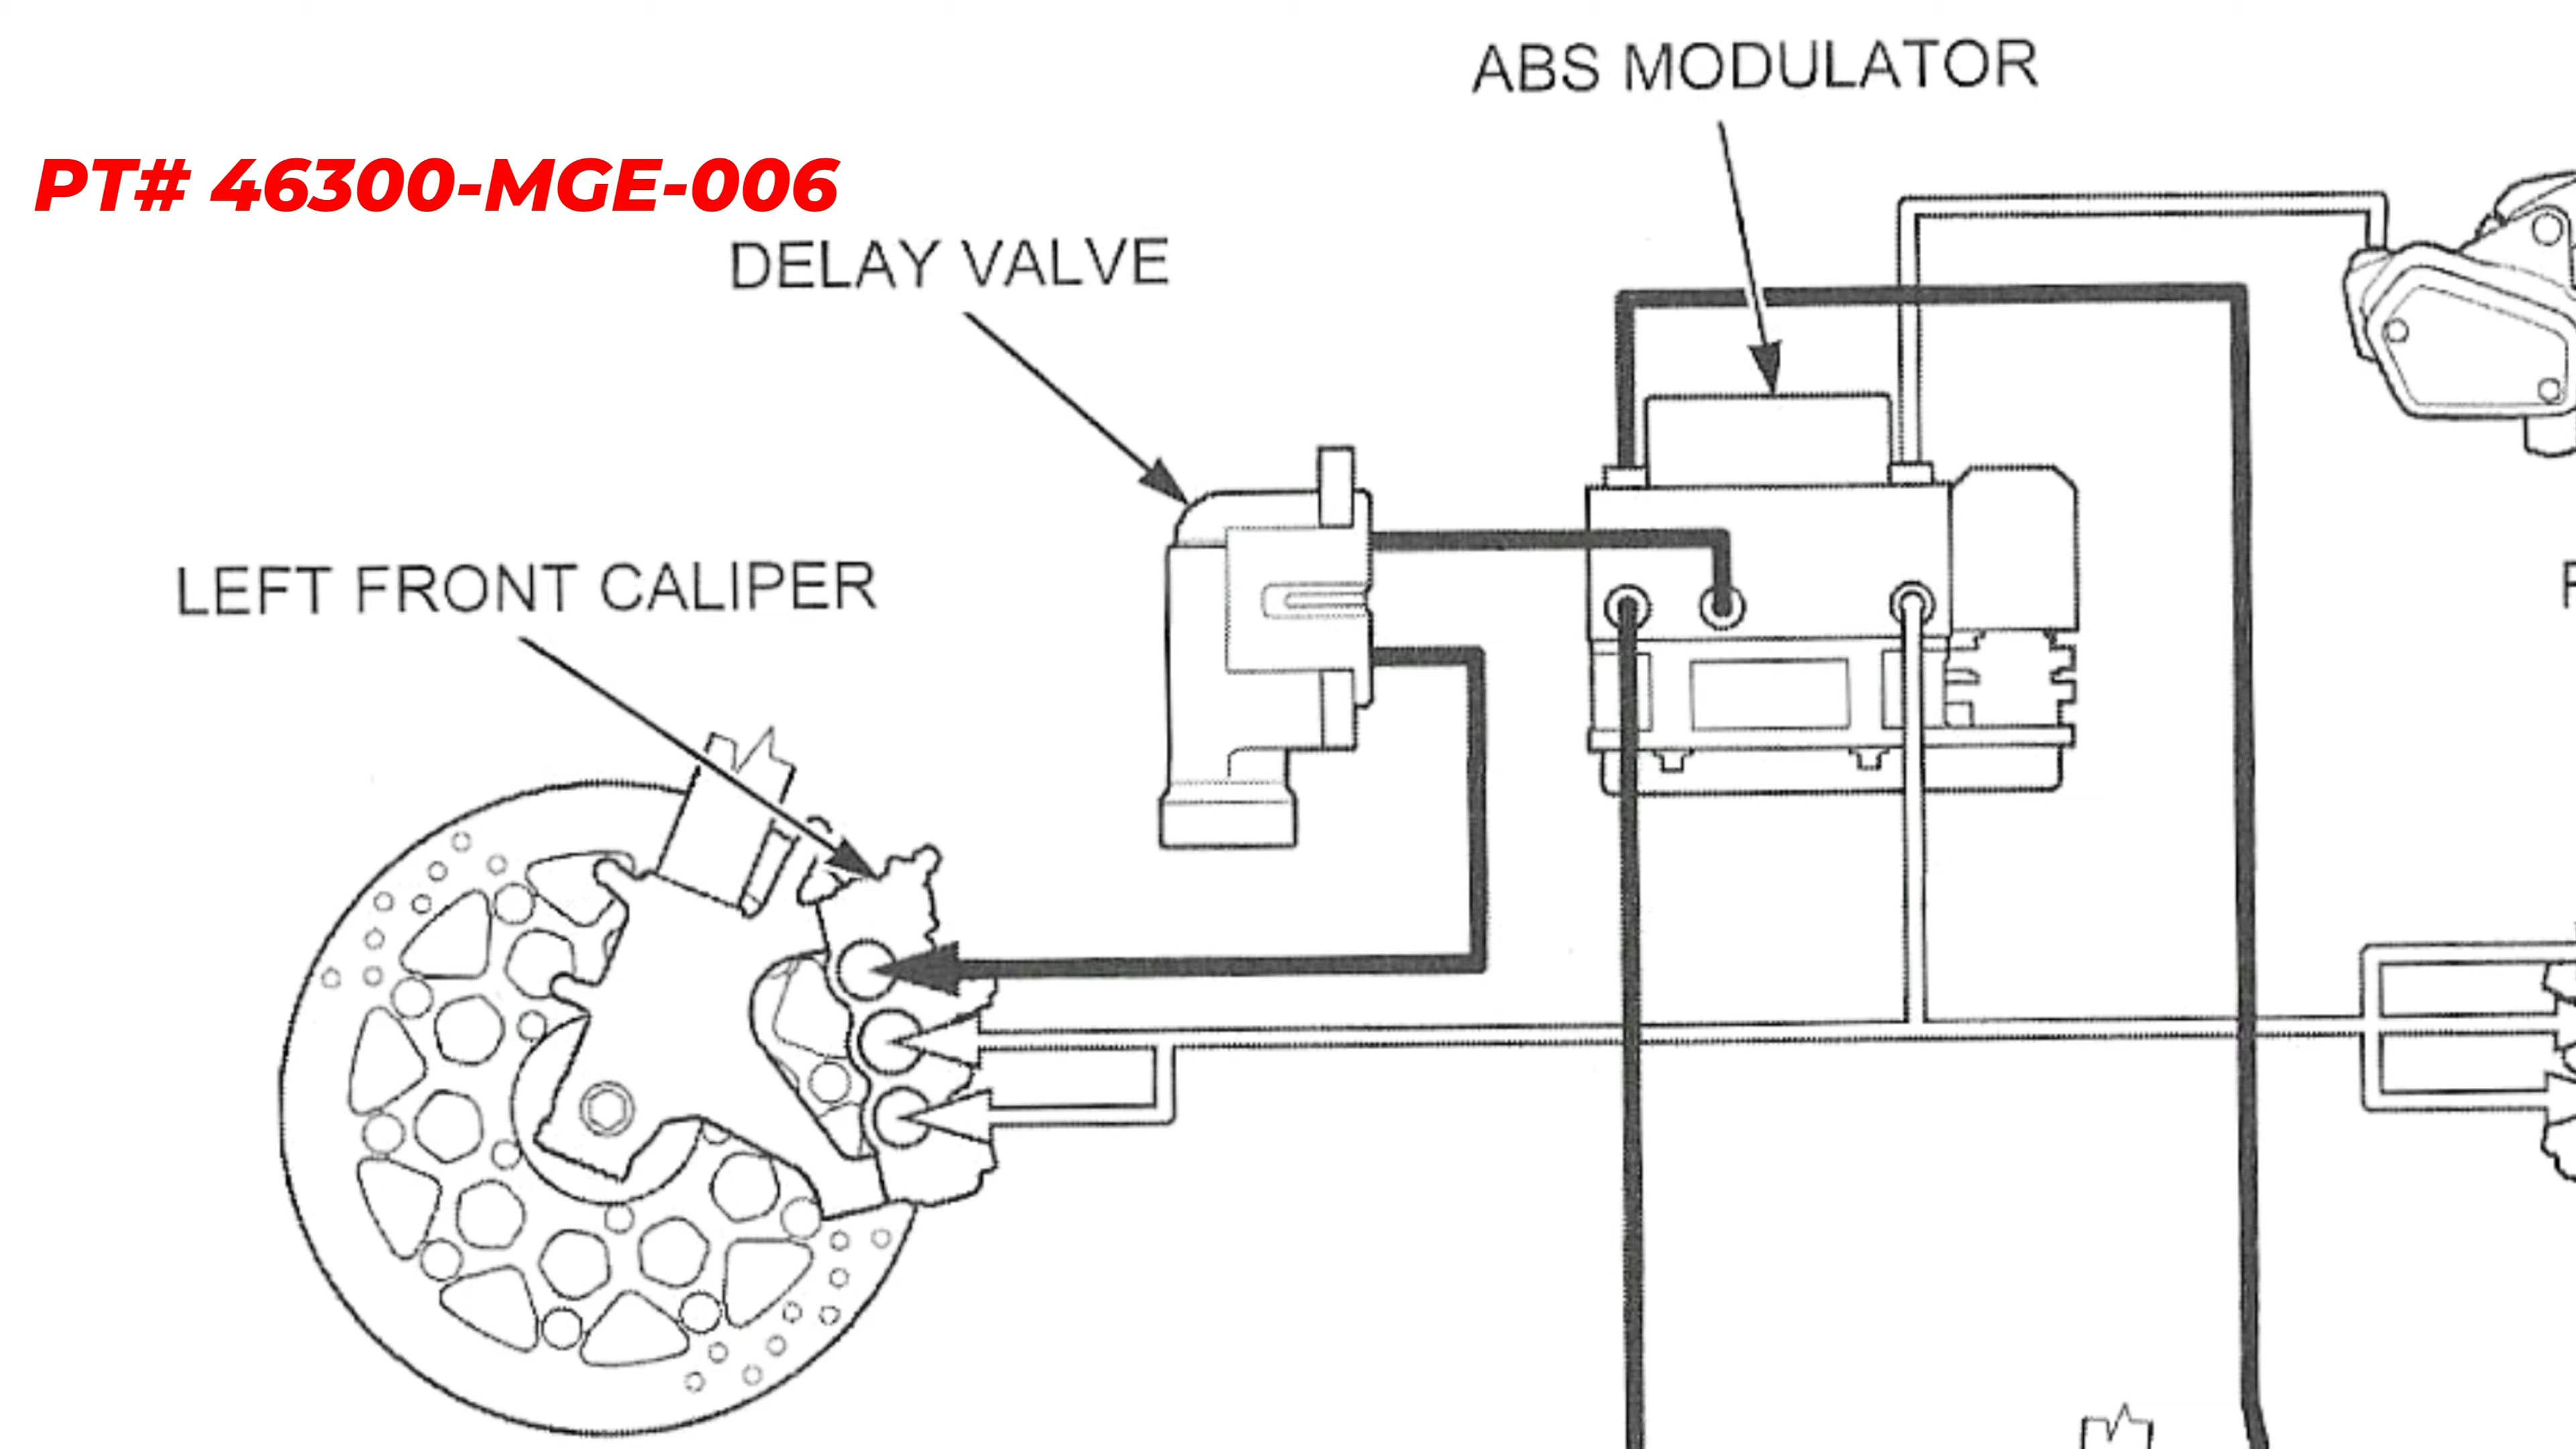 ABS MODULATOR
PT# 46300-MGE-006
DELAY VALVE
LEFT FRONT CALIPER